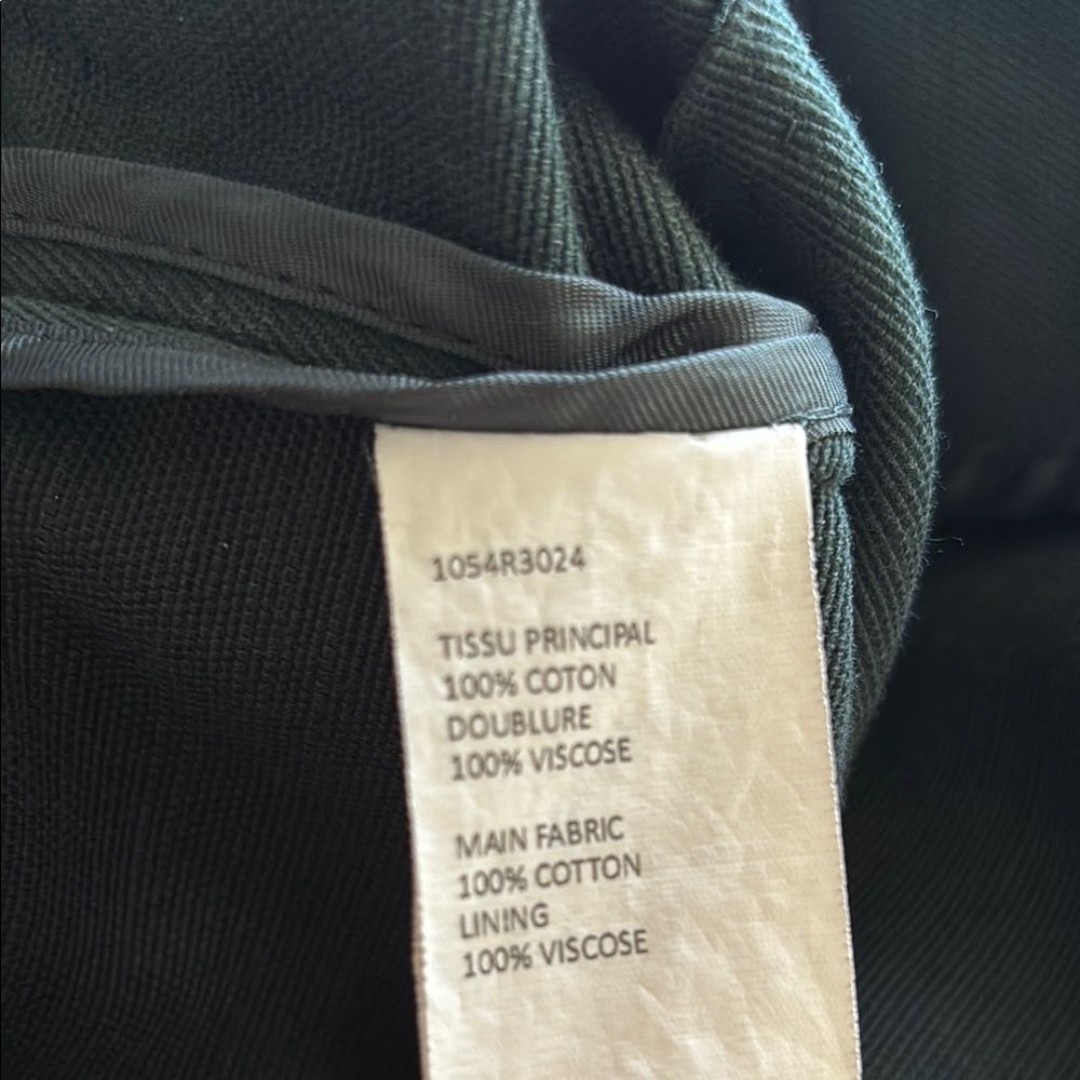 1054R3024
TISSU PRINCIPAL
100% COTON
DOUBLURE
100% VISCOSE
MAIN FABRIC
100% COTTON
LINING
100% VISCOSE